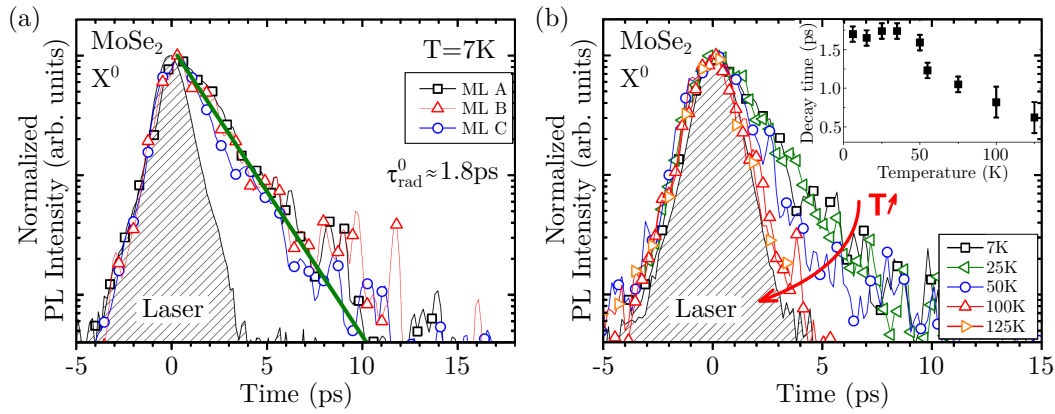 (a)
MoSe₂
X⁰
T=7K
ML A
ML B
ML C
τ⁰rad≈1.8ps
Laser
Normalized
PL Intensity (arb. units)
-5 0 5 10 15
Time (ps)
(b)
MoSe₂
X⁰
Decay time (ps)
1.5
1.0
0.5
0 50 100
Temperature (K)
T
7K
25K
50K
100K
125K
Laser
Normalized
PL Intensity (arb. units)
-5 0 5 10 15
Time (ps)